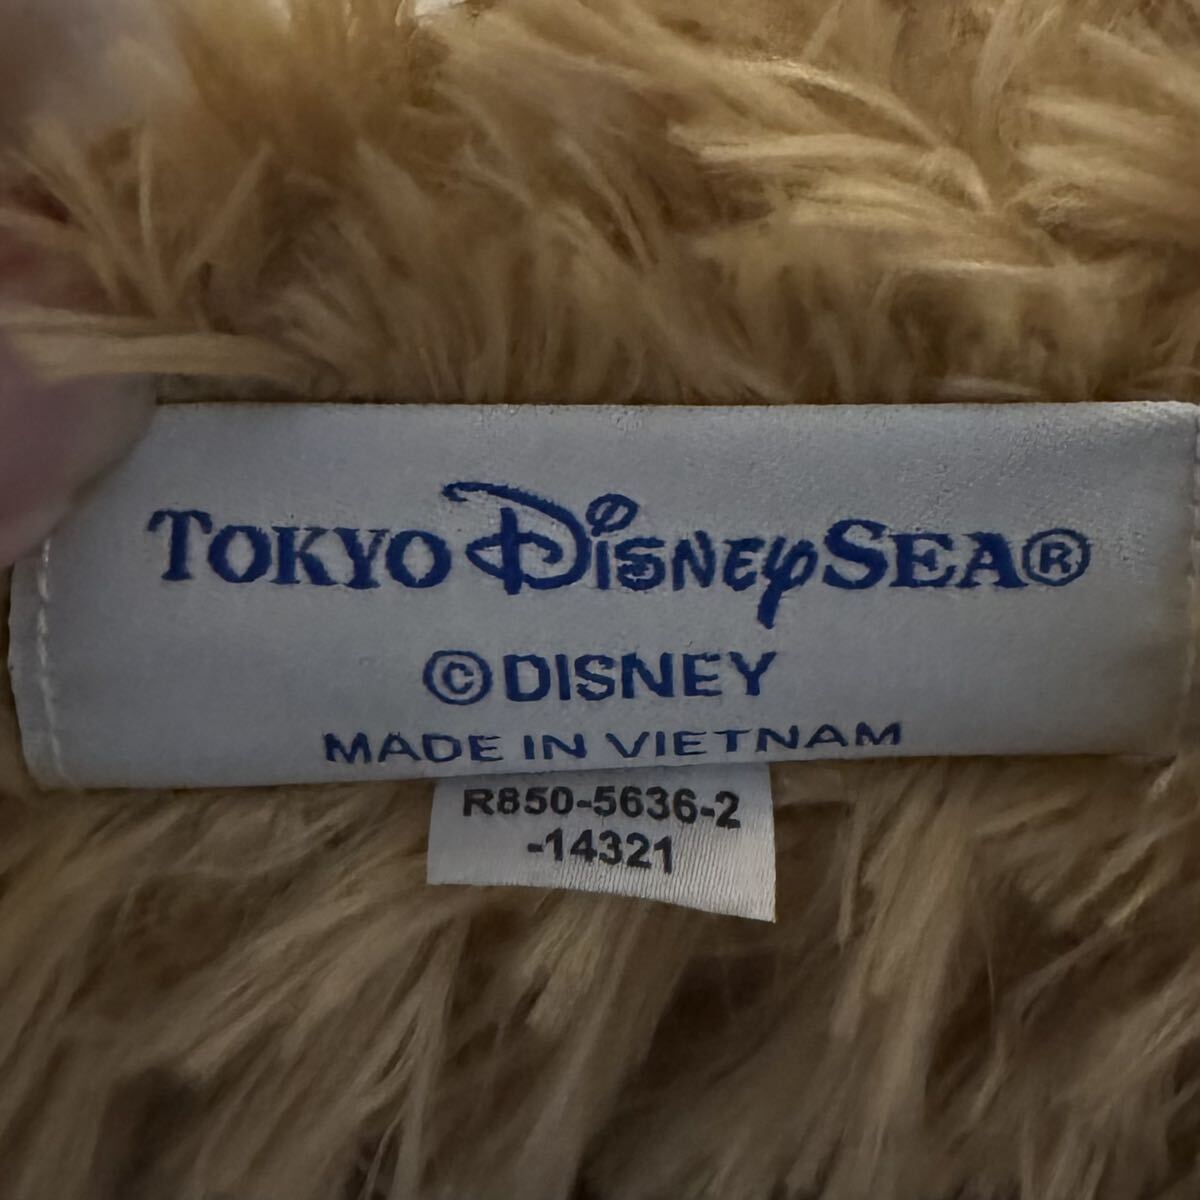 TOKYO DISNEYSEA®
©DISNEY
MADE IN VIETNAM
R850-5636-2
-14321